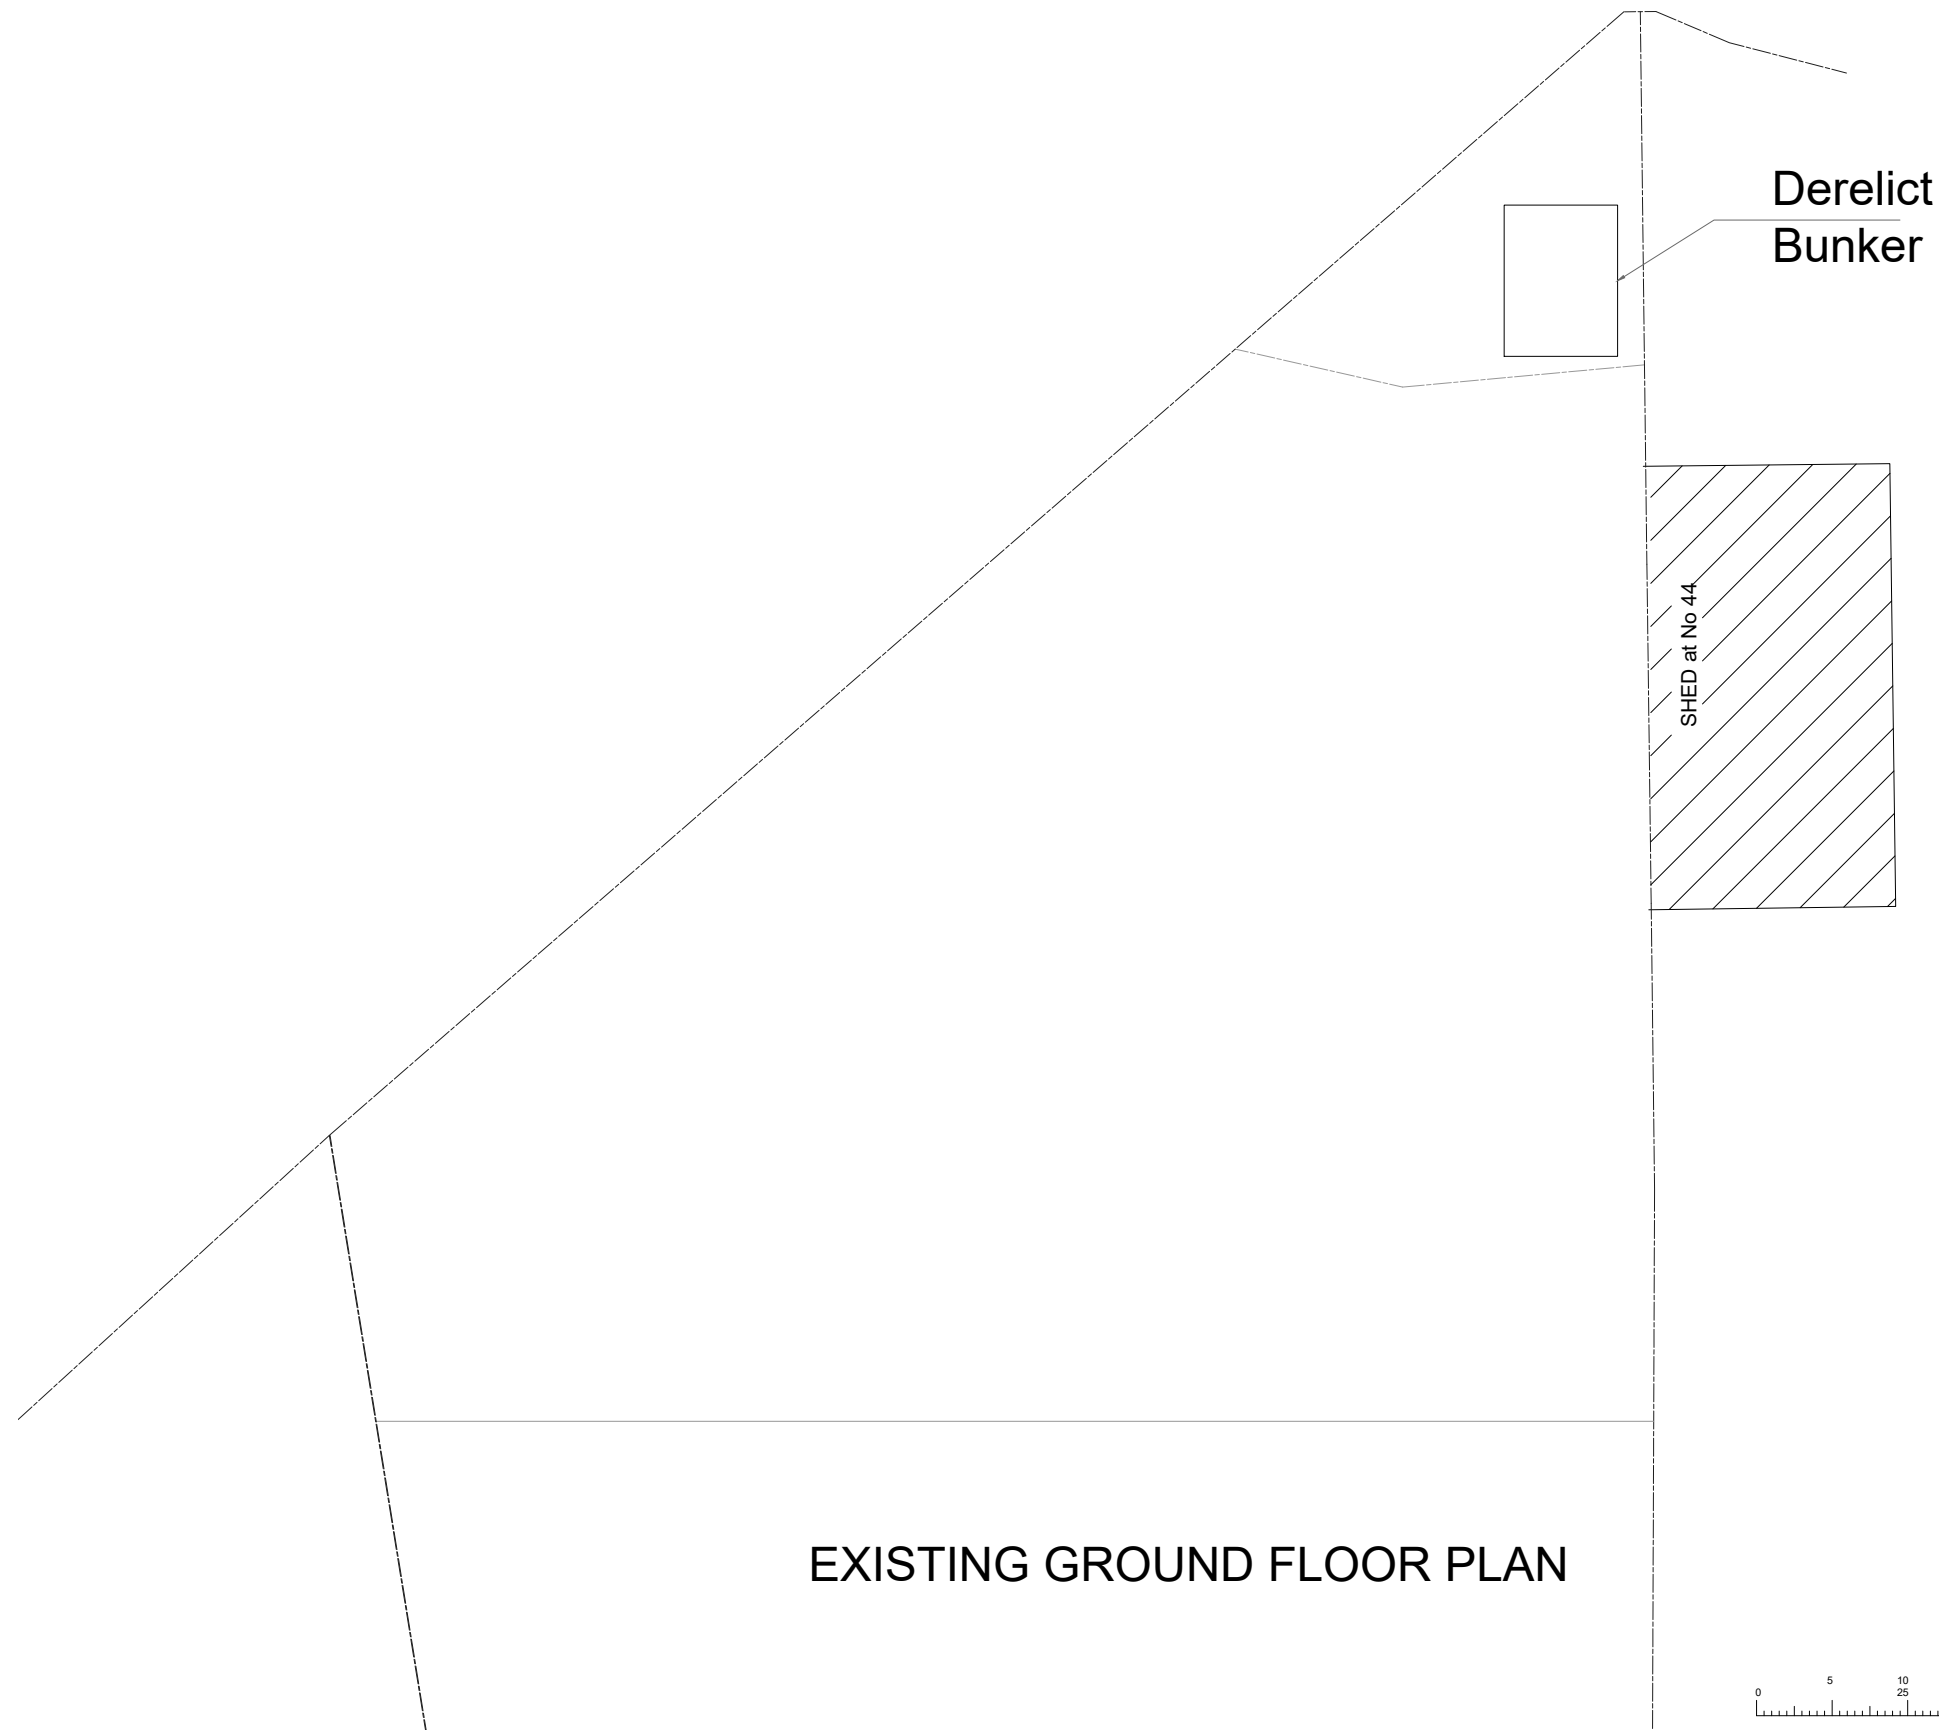 Derelict
Bunker
SHED at No 44
EXISTING GROUND FLOOR PLAN
5 10
0 25